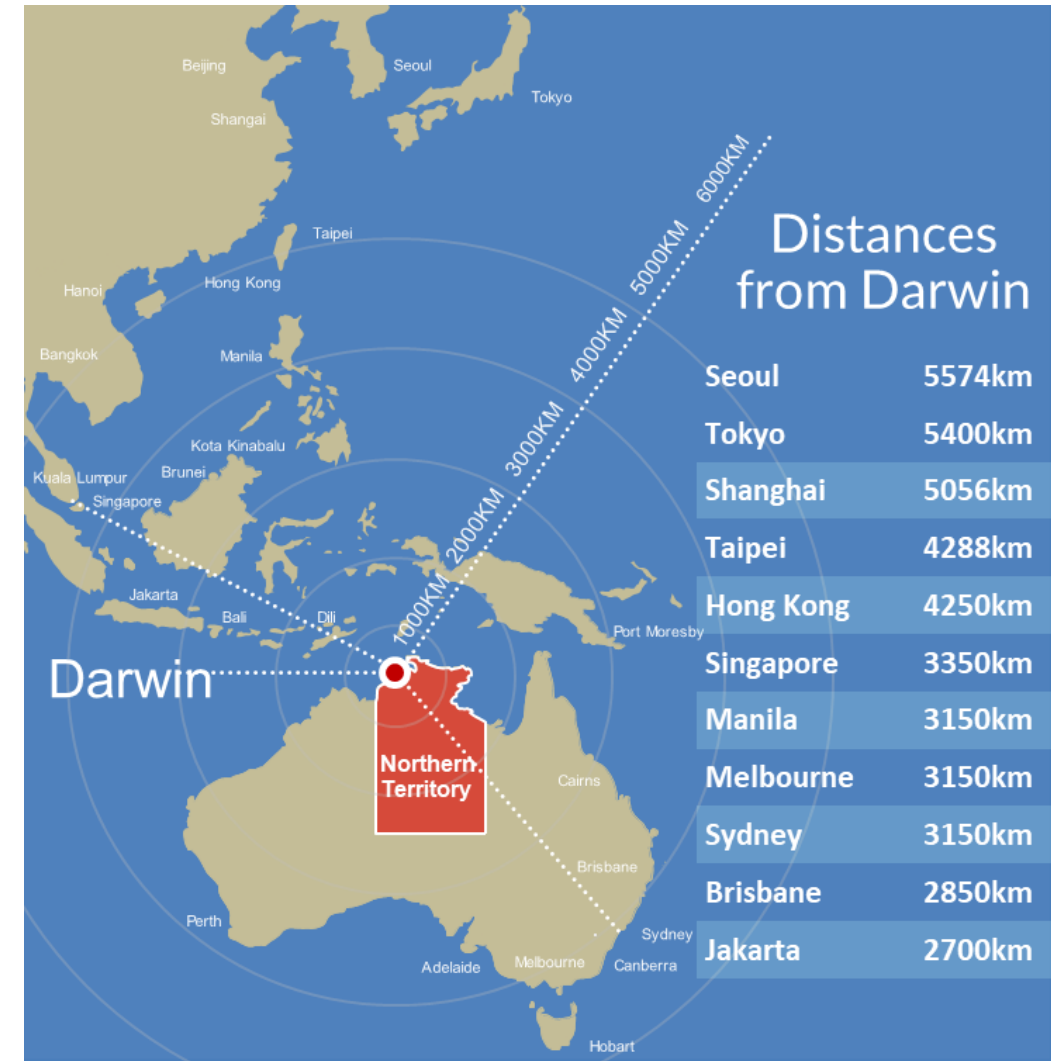 Beijing
Seoul
Tokyo
Shangai
Taipei
Hong Kong
Hanoi
Bangkok
Manila
Kota Kinabalu
Brunei
Kuala Lumpur
Singapore
Jakarta
Bali
Dili
Port Moresby
1000KM
2000KM
3000KM
4000KM
5000KM
6000KM
Darwin
Northern
Territory
Cairns
Brisbane
Perth
Adelaide
Melbourne
Sydney
Canberra
Hobart
Distances
from Darwin
Seoul 5574km
Tokyo 5400km
Shanghai 5056km
Taipei 4288km
Hong Kong 4250km
Singapore 3350km
Manila 3150km
Melbourne 3150km
Sydney 3150km
Brisbane 2850km
Jakarta 2700km